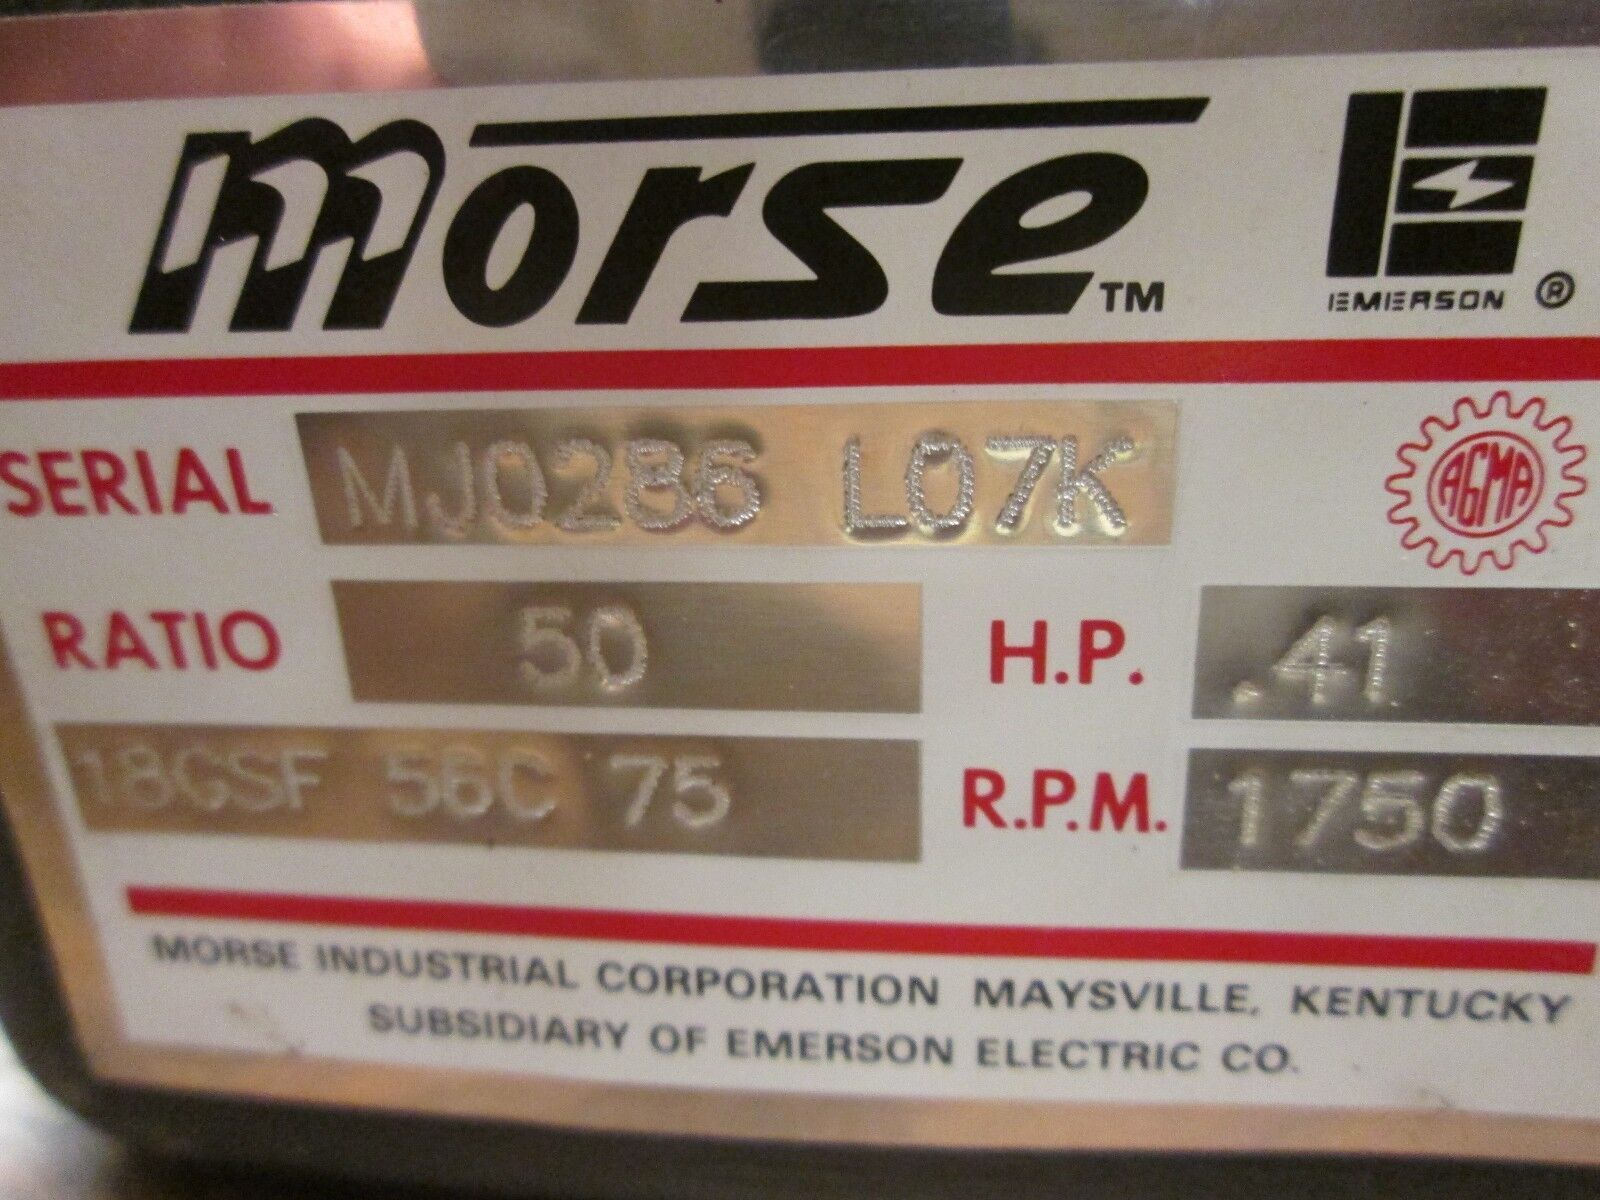 morse TM
EMERSON ®
SERIAL MJ0286 L07K
AGMA
RATIO 50 H.P. .41
18GSF 56C 75 R.P.M. 1750
MORSE INDUSTRIAL CORPORATION MAYSVILLE, KENTUCKY
SUBSIDIARY OF EMERSON ELECTRIC CO.